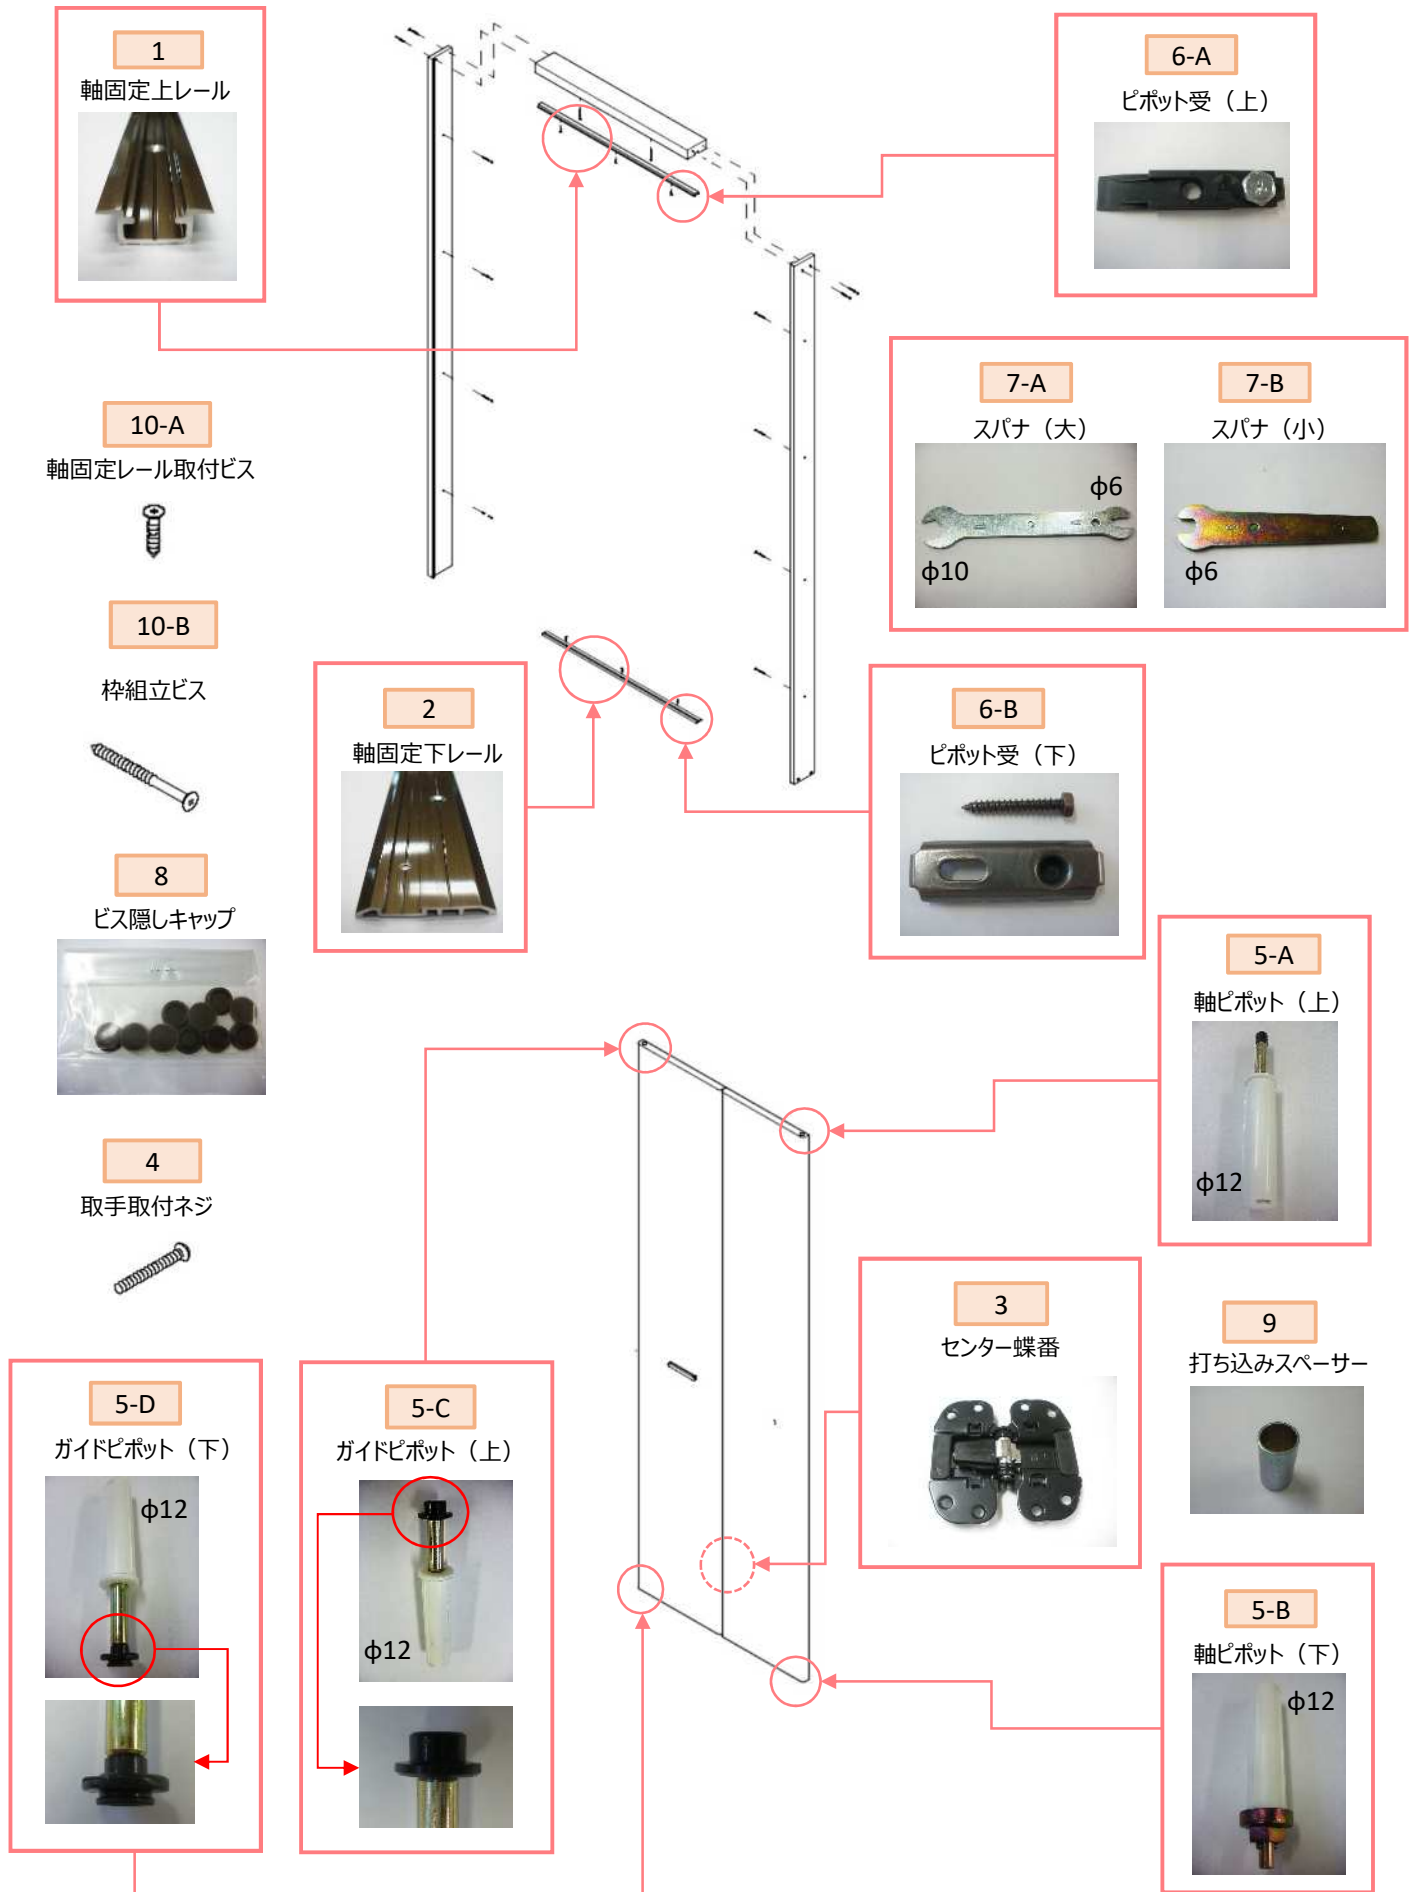 1
軸固定上レール
6-A
ピボット受（上）
7-A
スパナ（大）
φ6
φ10
7-B
スパナ（小）
φ6
10-A
軸固定レール取付ビス
10-B
枠組立ビス
2
軸固定下レール
6-B
ピボット受（下）
8
ビス隠しキャップ
5-A
軸ピボット（上）
φ12
4
取手取付ネジ
3
センター蝶番
9
打ち込みスペーサー
5-D
ガイドピボット（下）
φ12
5-C
ガイドピボット（上）
φ12
5-B
軸ピボット（下）
φ12